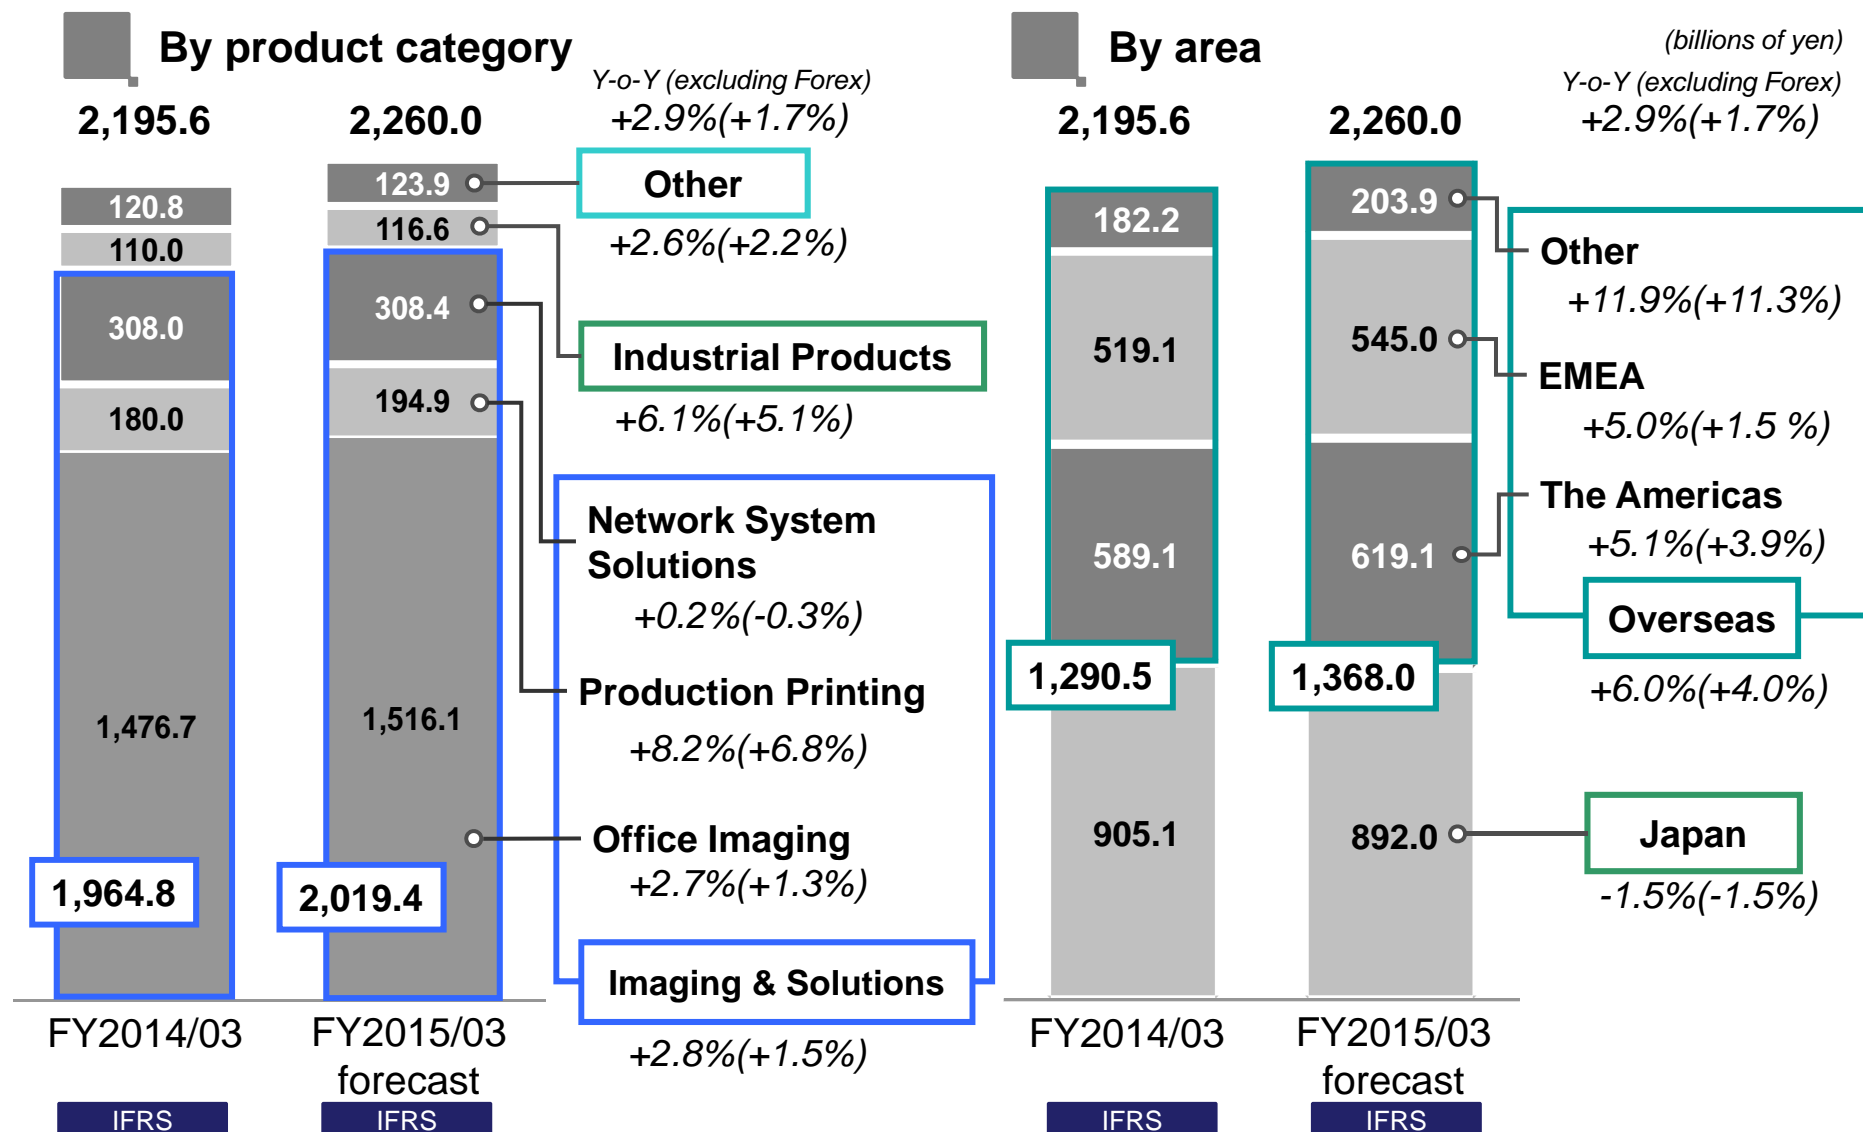 By product category
Y-o-Y (excluding Forex)
2,195.6
2,260.0
+2.9%(+1.7%)
120.8
110.0
308.0
180.0
1,476.7
1,964.8
123.9
116.6
308.4
194.9
1,516.1
2,019.4
Other
+2.6%(+2.2%)
Industrial Products
+6.1%(+5.1%)
Network System
Solutions
+0.2%(-0.3%)
Production Printing
+8.2%(+6.8%)
Office Imaging
+2.7%(+1.3%)
Imaging & Solutions
+2.8%(+1.5%)
FY2014/03
FY2015/03
forecast
IFRS
IFRS
By area
(billions of yen)
Y-o-Y (excluding Forex)
2,195.6
2,260.0
+2.9%(+1.7%)
182.2
519.1
589.1
1,290.5
905.1
203.9
545.0
619.1
1,368.0
892.0
Other
+11.9%(+11.3%)
EMEA
+5.0%(+1.5 %)
The Americas
+5.1%(+3.9%)
Overseas
+6.0%(+4.0%)
Japan
-1.5%(-1.5%)
FY2014/03
FY2015/03
forecast
IFRS
IFRS